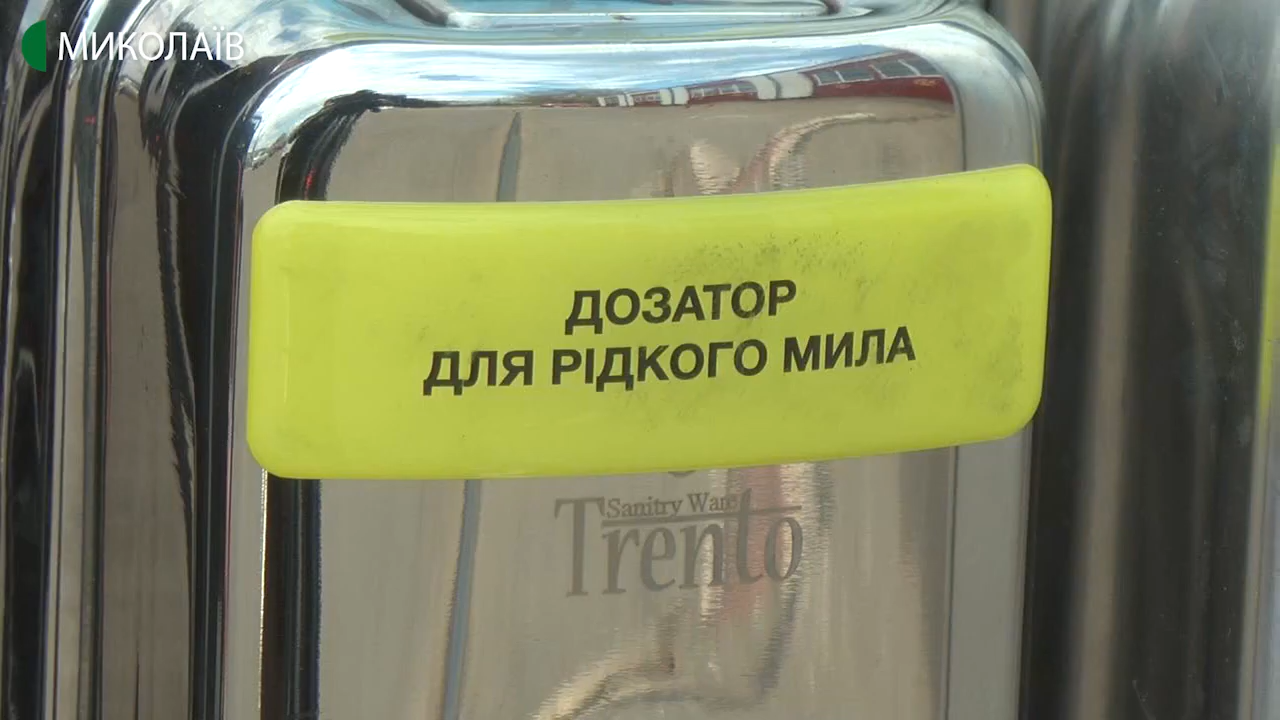 МИКОЛАЇВ
ДОЗАТОР
ДЛЯ РІДКОГО МИЛА
Sanitry Ware
Trento